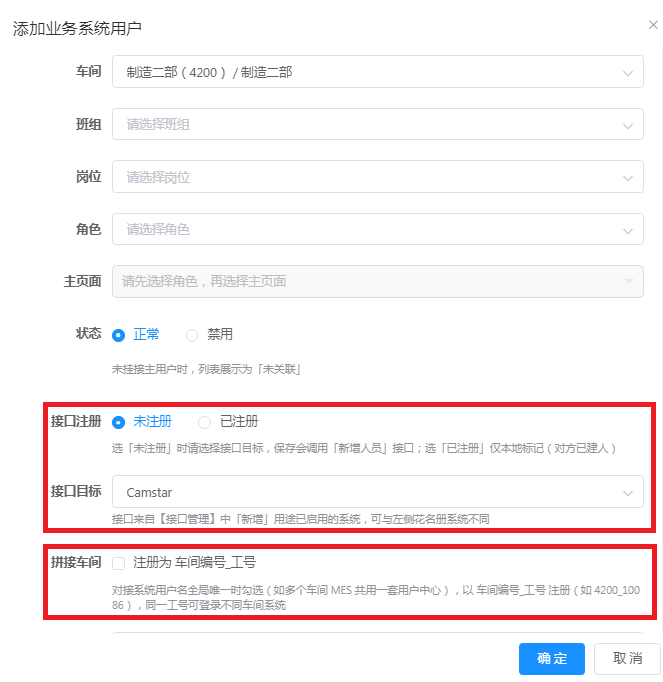 添加业务系统用户
车间 制造二部（4200）/ 制造二部
班组 请选择班组
岗位 请选择岗位
角色 请选择角色
主页面 请先选择角色，再选择主页面
状态 正常 禁用
未挂接主用户时，列表展示为「未关联」
接口注册 未注册 已注册
选「未注册」时请选择接口目标，保存会调用「新增人员」接口；选「已注册」仅本地标记（对方已建人）
接口目标 Camstar
接口来自【接口管理】中「新增」用途已启用的系统，可与左侧花名册系统不同
拼接车间 注册为 车间编号_工号
对接系统用户名全局唯一时勾选（如多个车间 MES 共用一套用户中心），以 车间编号_工号 注册（如 4200_100
86），同一工号可登录不同车间系统
确 定 取 消